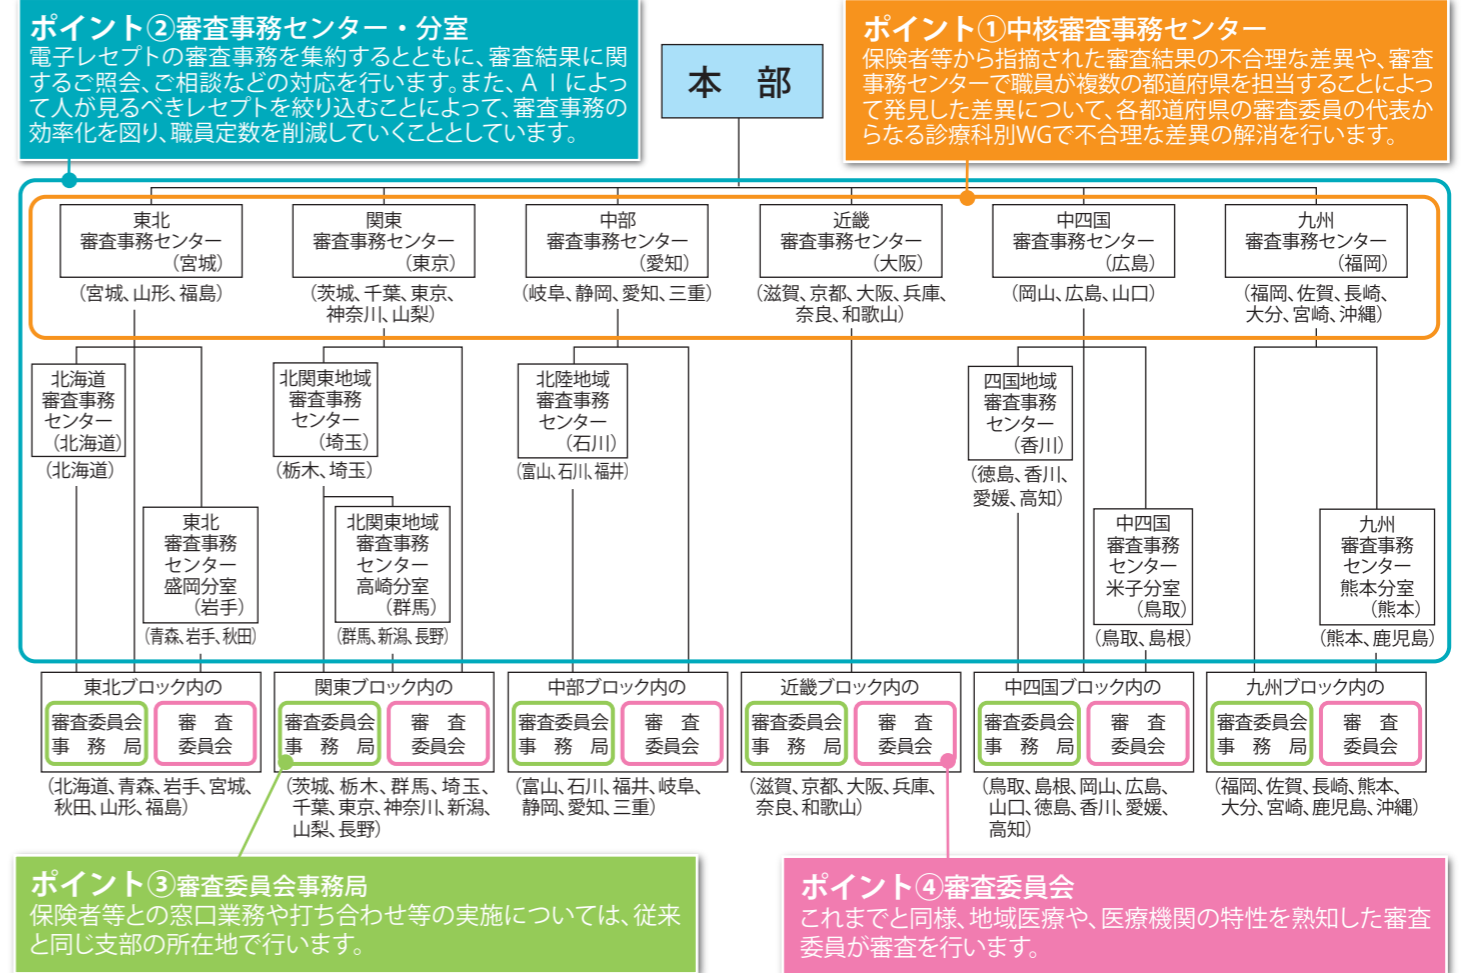 ポイント②審査事務センター・分室
電子レセプトの審査事務を集約するとともに、審査結果に関
するご照会、ご相談などの対応を行います。また、ＡＩによっ
て人が見るべきレセプトを絞り込むことによって、審査事務の
効率化を図り、職員定数を削減していくこととしています。
本　部
ポイント①中核審査事務センター
保険者等から指摘された審査結果の不合理な差異や、審査
事務センターで職員が複数の都道府県を担当することによっ
て発見した差異について、各都道府県の審査委員の代表か
らなる診療科別WGで不合理な差異の解消を行います。
東北
審査事務センター
（宮城）
（宮城、山形、福島）
関東
審査事務センター
（東京）
（茨城、千葉、東京、
神奈川、山梨）
中部
審査事務センター
（愛知）
（岐阜、静岡、愛知、三重）
近畿
審査事務センター
（大阪）
（滋賀、京都、大阪、兵庫、
奈良、和歌山）
中四国
審査事務センター
（広島）
（岡山、広島、山口）
九州
審査事務センター
（福岡）
（福岡、佐賀、長崎、
大分、宮崎、沖縄）
北海道
審査事務
センター
（北海道）
（北海道）
東北
審査事務
センター
盛岡分室
（岩手）
（青森、岩手、秋田）
北関東地域
審査事務
センター
（埼玉）
（栃木、埼玉）
北関東地域
審査事務
センター
高崎分室
（群馬）
（群馬、新潟、長野）
北陸地域
審査事務
センター
（石川）
（富山、石川、福井）
四国地域
審査事務
センター
（香川）
（徳島、香川、
愛媛、高知）
中四国
審査事務
センター
米子分室
（鳥取）
（鳥取、島根）
九州
審査事務
センター
熊本分室
（熊本）
（熊本、鹿児島）
東北ブロック内の
審査委員会
事　務　局
審　査
委員会
（北海道、青森、岩手、宮城、
秋田、山形、福島）
関東ブロック内の
審査委員会
事　務　局
審　査
委員会
（茨城、栃木、群馬、埼玉、
千葉、東京、神奈川、新潟、
山梨、長野）
中部ブロック内の
審査委員会
事　務　局
審　査
委員会
（富山、石川、福井、岐阜、
静岡、愛知、三重）
近畿ブロック内の
審査委員会
事　務　局
審　査
委員会
（滋賀、京都、大阪、兵庫、
奈良、和歌山）
中四国ブロック内の
審査委員会
事　務　局
審　査
委員会
（鳥取、島根、岡山、広島、
山口、徳島、香川、愛媛、
高知）
九州ブロック内の
審査委員会
事　務　局
審　査
委員会
（福岡、佐賀、長崎、熊本、
大分、宮崎、鹿児島、沖縄）
ポイント③審査委員会事務局
保険者等との窓口業務や打ち合わせ等の実施については、従来
と同じ支部の所在地で行います。
ポイント④審査委員会
これまでと同様、地域医療や、医療機関の特性を熟知した審査
委員が審査を行います。